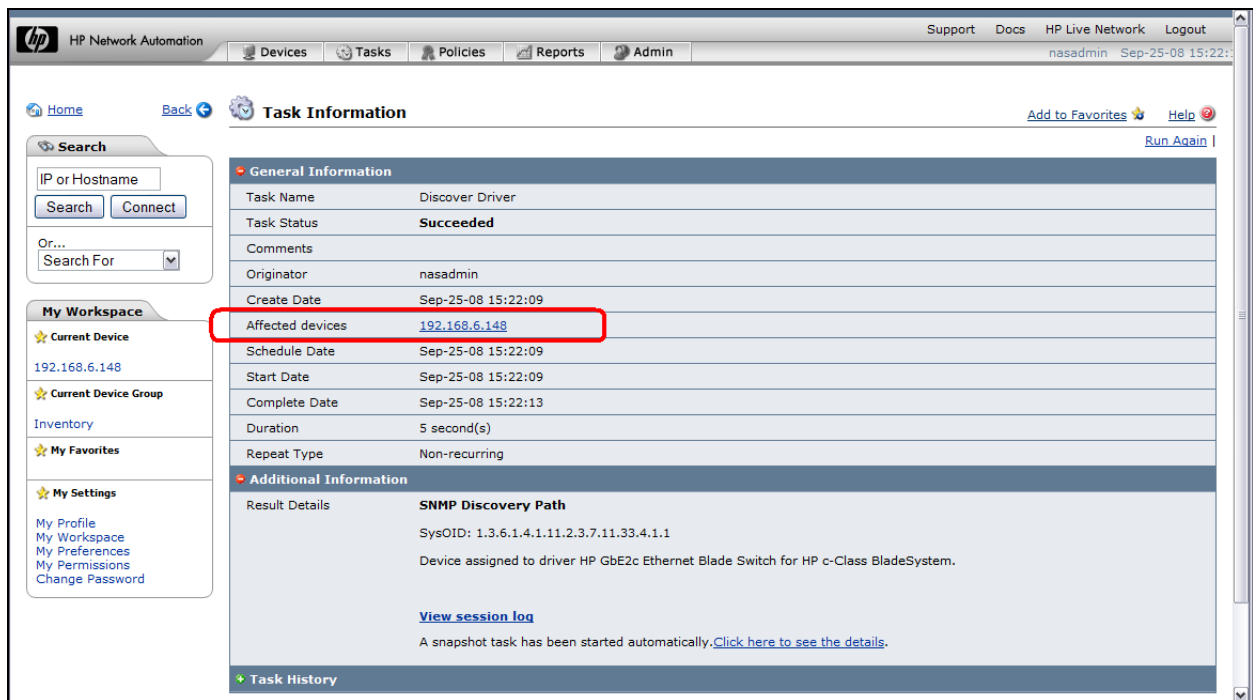 hp HP Network Automation
Support Docs HP Live Network Logout
Devices Tasks Policies Reports Admin
nasadmin Sep-25-08 15:22:
Home Back
Task Information
Add to Favorites Help
Run Again |
Search
IP or Hostname
Search Connect
Or...
Search For
My Workspace
Current Device
192.168.6.148
Current Device Group
Inventory
My Favorites
My Settings
My Profile
My Workspace
My Preferences
My Permissions
Change Password
General Information
Task Name Discover Driver
Task Status Succeeded
Comments
Originator nasadmin
Create Date Sep-25-08 15:22:09
Affected devices 192.168.6.148
Schedule Date Sep-25-08 15:22:09
Start Date Sep-25-08 15:22:09
Complete Date Sep-25-08 15:22:13
Duration 5 second(s)
Repeat Type Non-recurring
Additional Information
Result Details SNMP Discovery Path
SysOID: 1.3.6.1.4.1.11.2.3.7.11.33.4.1.1
Device assigned to driver HP GbE2c Ethernet Blade Switch for HP c-Class BladeSystem.
View session log
A snapshot task has been started automatically.Click here to see the details.
Task History